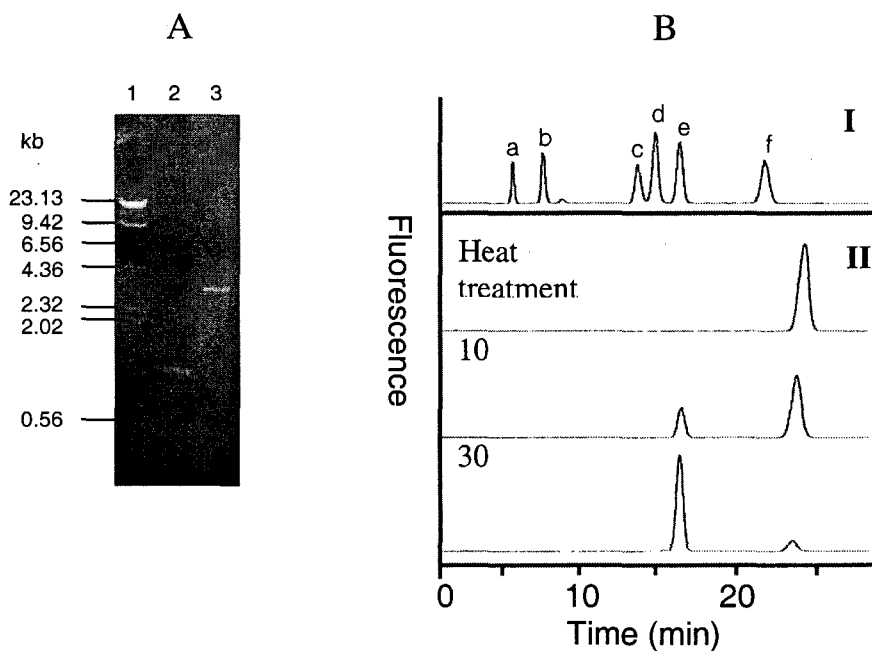 A
1 2 3
kb
23.13
9.42
6.56
4.36
2.32
2.02
0.56
B
Fluorescence
I
a b c d e f
II
Heat
treatment
10
30
0 10 20
Time (min)